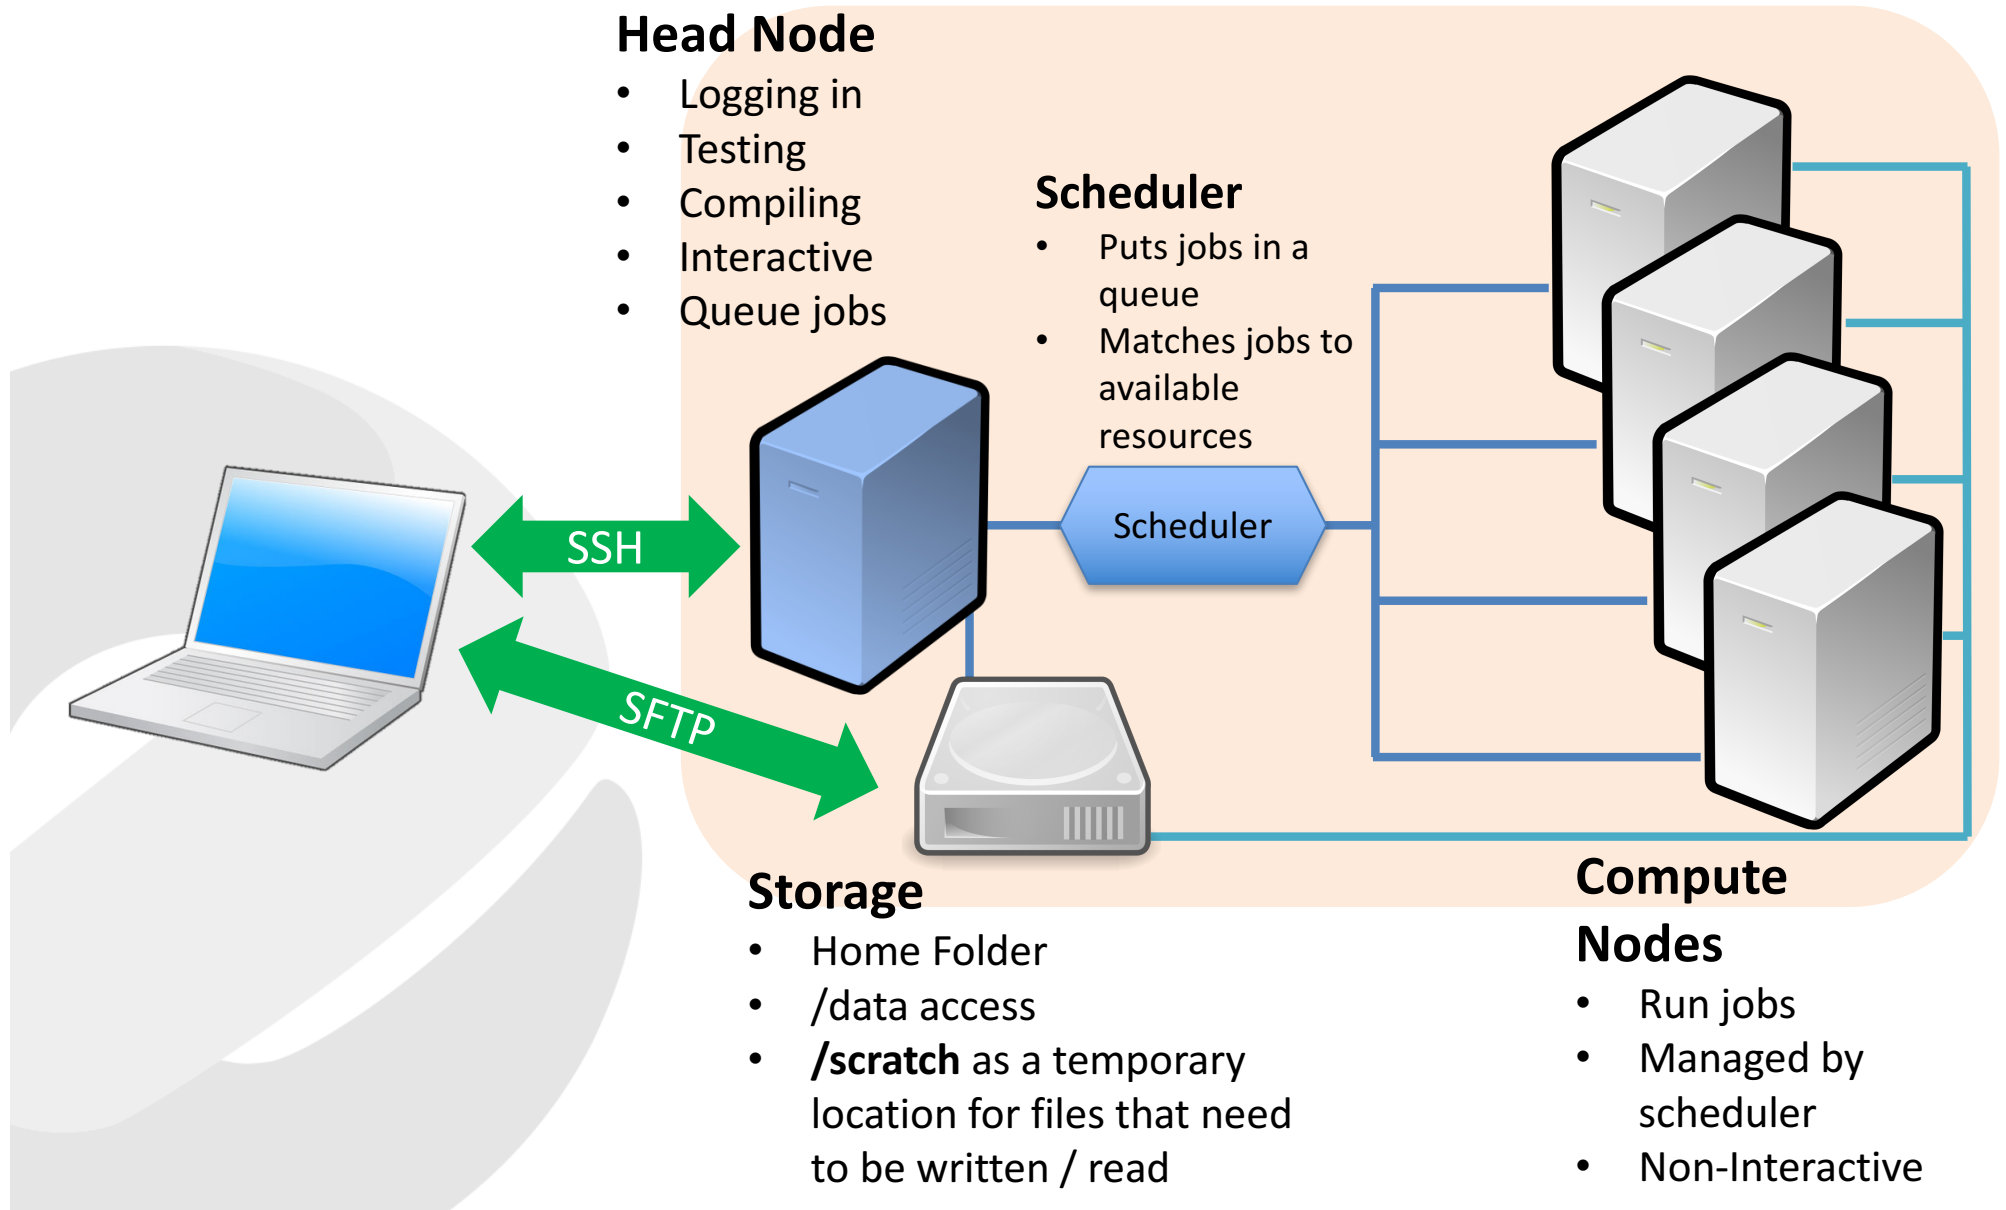 Head Node
• Logging in
• Testing
• Compiling
• Interactive
• Queue jobs
Scheduler
• Puts jobs in a
queue
• Matches jobs to
available
resources
Scheduler
SSH
SFTP
Storage
• Home Folder
• /data access
• /scratch as a temporary
location for files that need
to be written / read
Compute
Nodes
• Run jobs
• Managed by
scheduler
• Non-Interactive